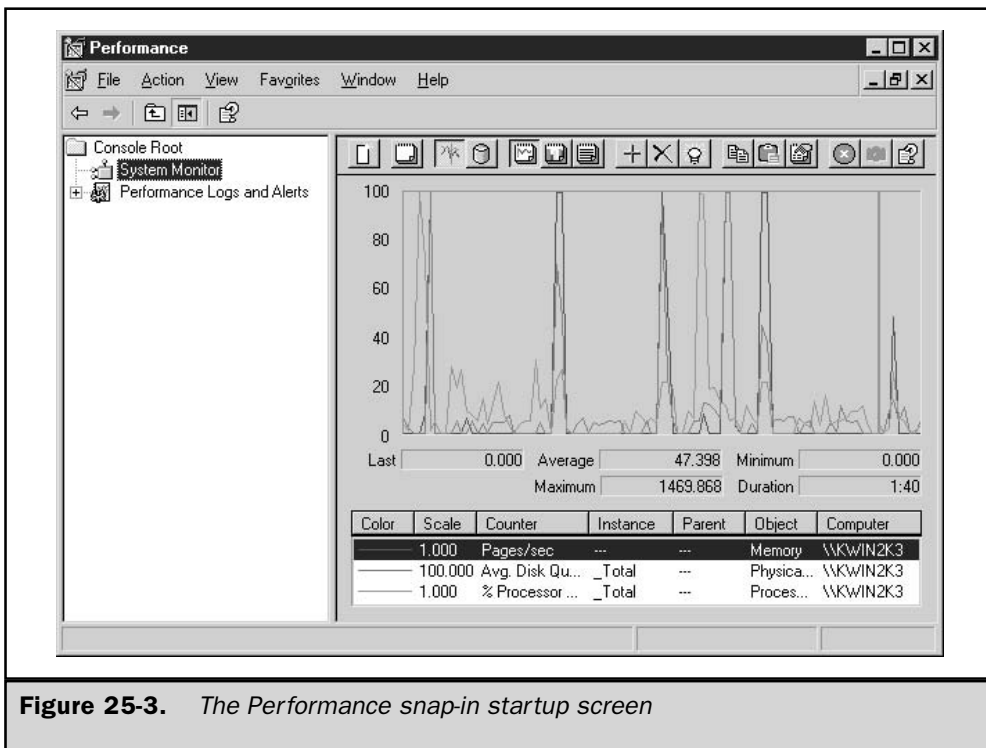 Performance
File Action View Favorites Window Help
Console Root
System Monitor
Performance Logs and Alerts
100
80
60
40
20
0
Last 0.000 Average 47.398 Minimum 0.000
Maximum 1469.868 Duration 1:40
Color Scale Counter Instance Parent Object Computer
1.000 Pages/sec --- --- Memory \\KWIN2K3
100.000 Avg. Disk Qu... _Total --- Physica... \\KWIN2K3
1.000 % Processor ... _Total --- Proces... \\KWIN2K3
Figure 25-3. The Performance snap-in startup screen